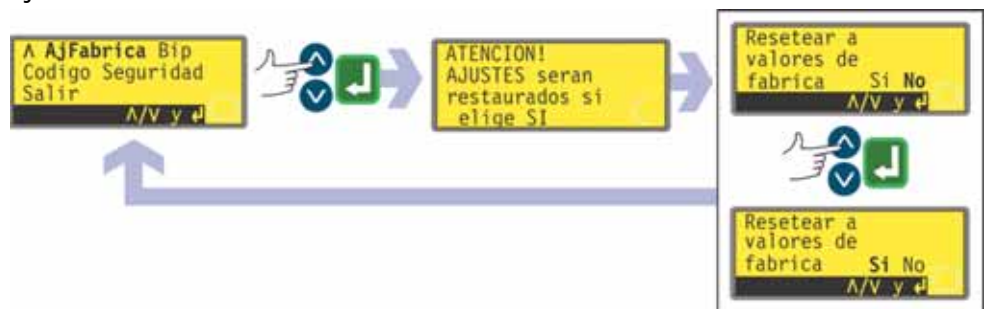 Λ AjFabrica Bip
Codigo Seguridad
Salir
Λ/V y ↵
ATENCION!
AJUSTES seran
restaurados si
elige SI
Resetear a
valores de
fabrica Si No
Λ/V y ↵
Resetear a
valores de
fabrica Si No
Λ/V y ↵